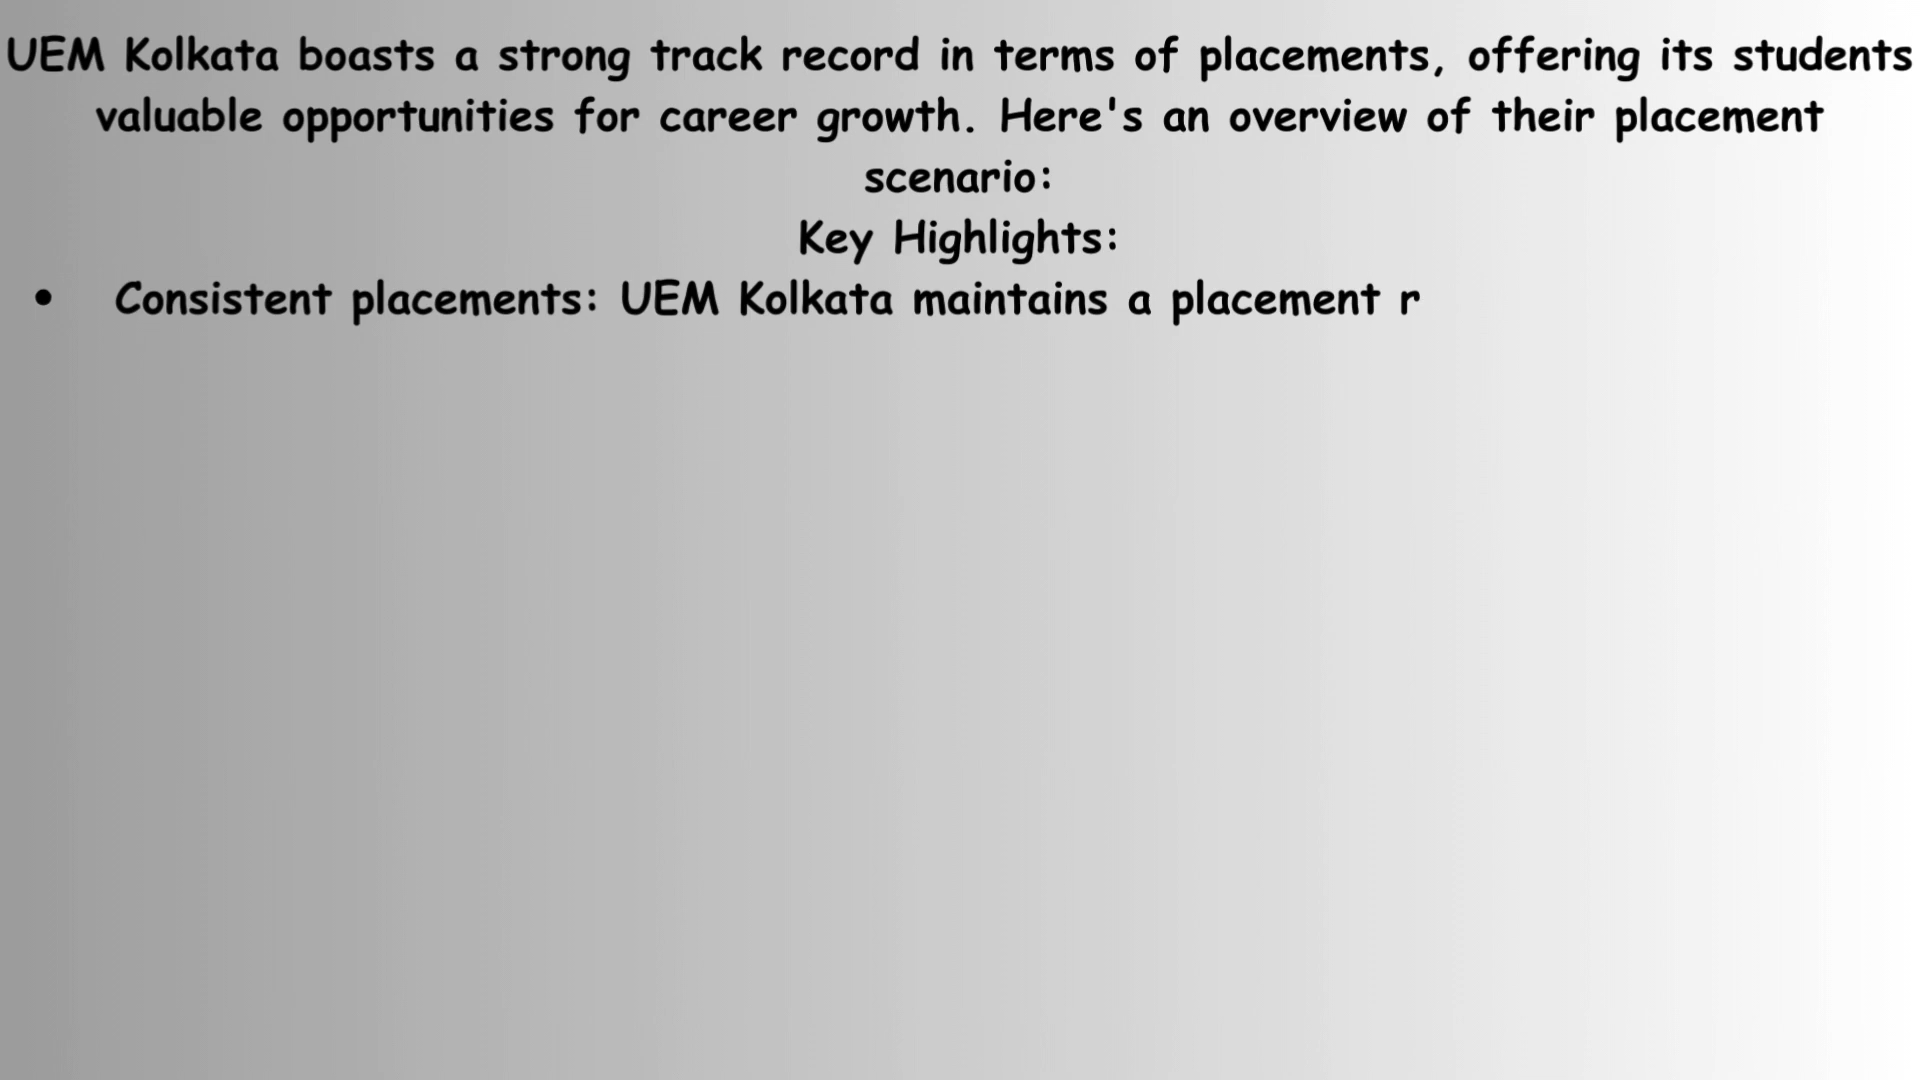 UEM Kolkata boasts a strong track record in terms of placements, offering its students
valuable opportunities for career growth. Here's an overview of their placement
scenario:
Key Highlights:
• Consistent placements: UEM Kolkata maintains a placement r